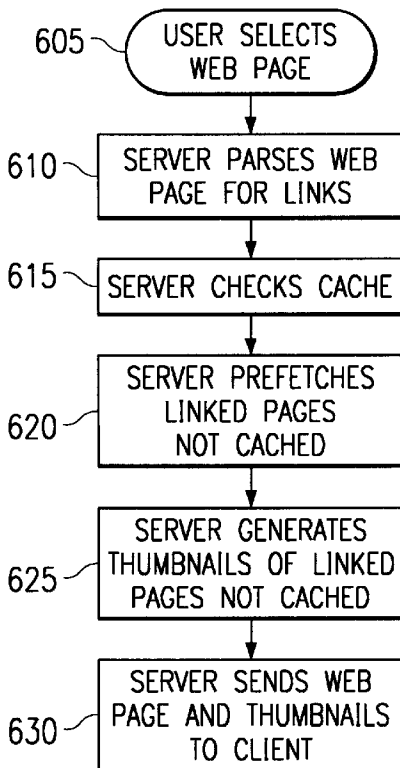 605
USER SELECTS
WEB PAGE
610
SERVER PARSES WEB
PAGE FOR LINKS
615
SERVER CHECKS CACHE
620
SERVER PREFETCHES
LINKED PAGES
NOT CACHED
625
SERVER GENERATES
THUMBNAILS OF LINKED
PAGES NOT CACHED
630
SERVER SENDS WEB
PAGE AND THUMBNAILS
TO CLIENT